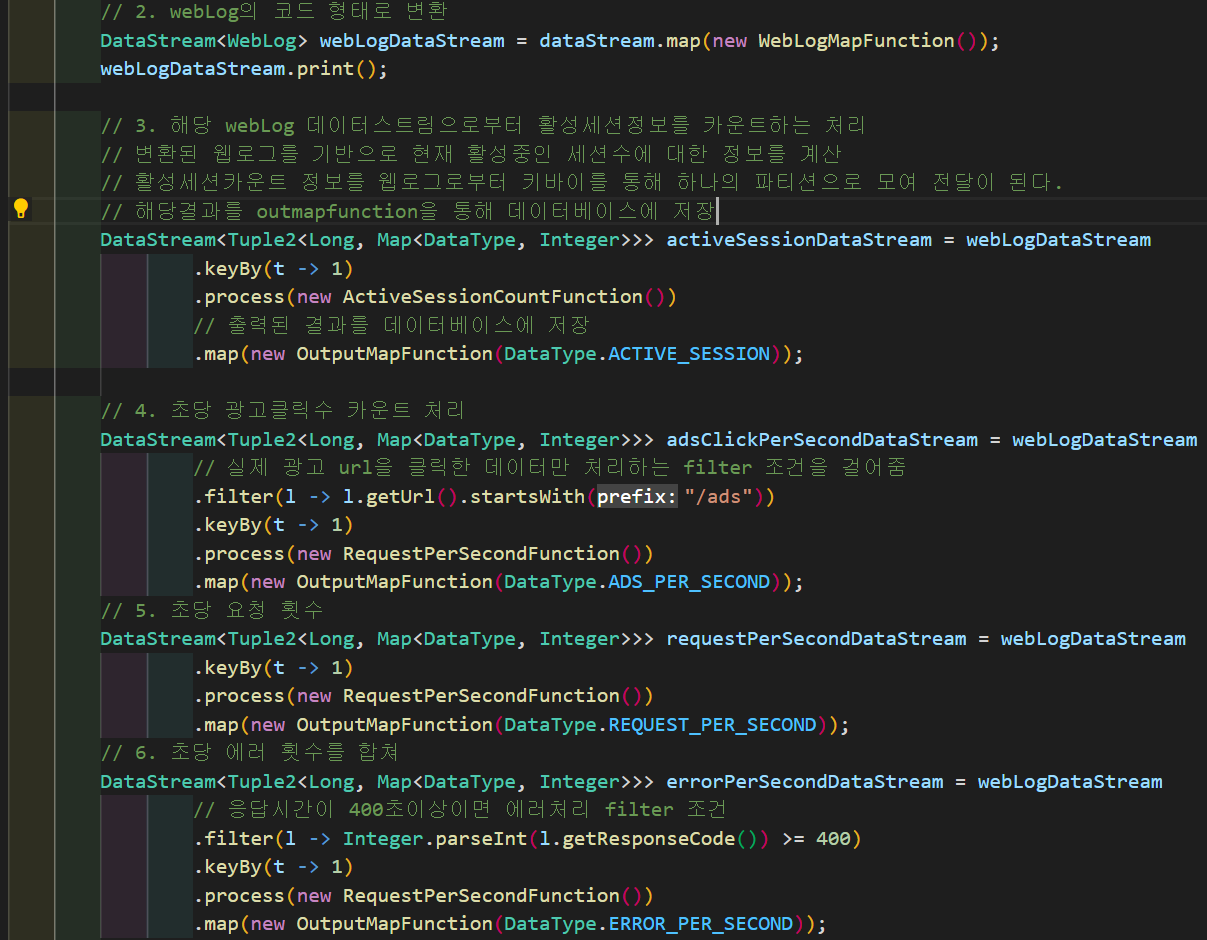 // 2. webLog의 코드 형태로 변환
DataStream<WebLog> webLogDataStream = dataStream.map(new WebLogMapFunction());
webLogDataStream.print();
// 3. 해당 webLog 데이터스트림으로부터 활성세션정보를 카운트하는 처리
// 변환된 웹로그를 기반으로 현재 활성중인 세션수에 대한 정보를 계산
// 활성세션카운트 정보를 웹로그로부터 키바이를 통해 하나의 파티션으로 모여 전달이 된다.
// 해당결과를 outmapfunction을 통해 데이터베이스에 저장
DataStream<Tuple2<Long, Map<DataType, Integer>>> activeSessionDataStream = webLogDataStream
.keyBy(t -> 1)
.process(new ActiveSessionCountFunction())
// 출력된 결과를 데이터베이스에 저장
.map(new OutputMapFunction(DataType.ACTIVE_SESSION));
// 4. 초당 광고클릭수 카운트 처리
DataStream<Tuple2<Long, Map<DataType, Integer>>> adsClickPerSecondDataStream = webLogDataStream
// 실제 광고 url을 클릭한 데이터만 처리하는 filter 조건을 걸어줌
.filter(l -> l.getUrl().startsWith(prefix: "/ads"))
.keyBy(t -> 1)
.process(new RequestPerSecondFunction())
.map(new OutputMapFunction(DataType.ADS_PER_SECOND));
// 5. 초당 요청 횟수
DataStream<Tuple2<Long, Map<DataType, Integer>>> requestPerSecondDataStream = webLogDataStream
.keyBy(t -> 1)
.process(new RequestPerSecondFunction())
.map(new OutputMapFunction(DataType.REQUEST_PER_SECOND));
// 6. 초당 에러 횟수를 합쳐
DataStream<Tuple2<Long, Map<DataType, Integer>>> errorPerSecondDataStream = webLogDataStream
// 응답시간이 400초이상이면 에러처리 filter 조건
.filter(l -> Integer.parseInt(l.getResponseCode()) >= 400)
.keyBy(t -> 1)
.process(new RequestPerSecondFunction())
.map(new OutputMapFunction(DataType.ERROR_PER_SECOND));